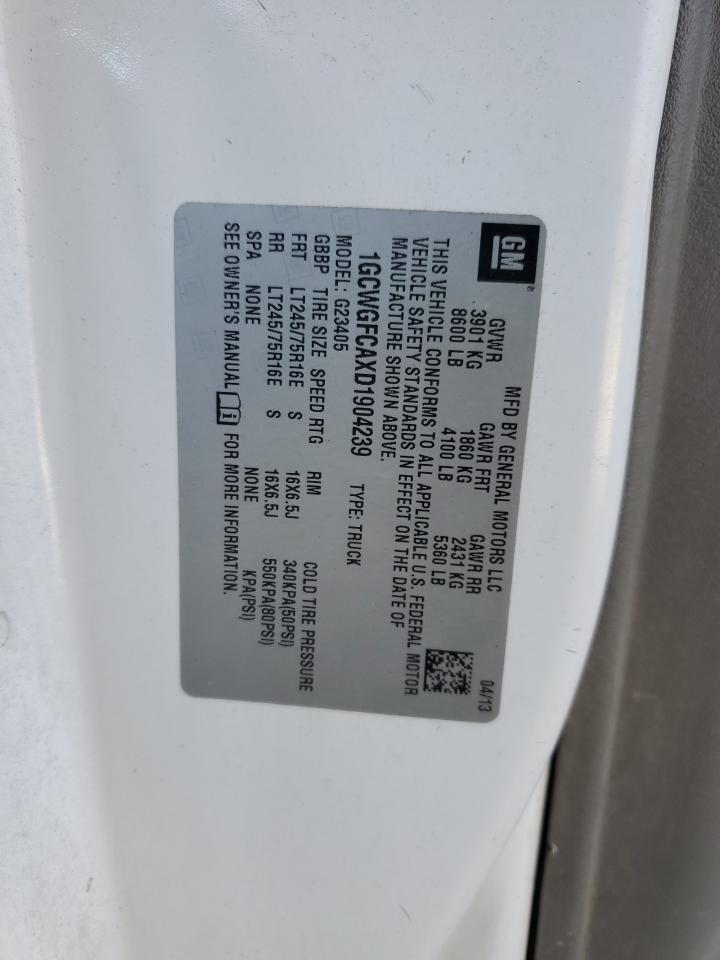 GM
MFD BY GENERAL MOTORS LLC 04/13
GVWR GAWR FRT GAWR RR
3901 KG 1860 KG 2431 KG
8600 LB 4100 LB 5360 LB
THIS VEHICLE CONFORMS TO ALL APPLICABLE U.S. FEDERAL MOTOR
VEHICLE SAFETY STANDARDS IN EFFECT ON THE DATE OF
MANUFACTURE SHOWN ABOVE.
1GCWGFCAXD1904239 TYPE: TRUCK
MODEL: G23405
GBBP TIRE SIZE SPEED RTG RIM COLD TIRE PRESSURE
FRT LT245/75R16E S 16X6.5J 340KPA(50PSI)
RR LT245/75R16E S 16X6.5J 550KPA(80PSI)
SPA NONE NONE KPA(PSI)
SEE OWNER'S MANUAL FOR MORE INFORMATION.